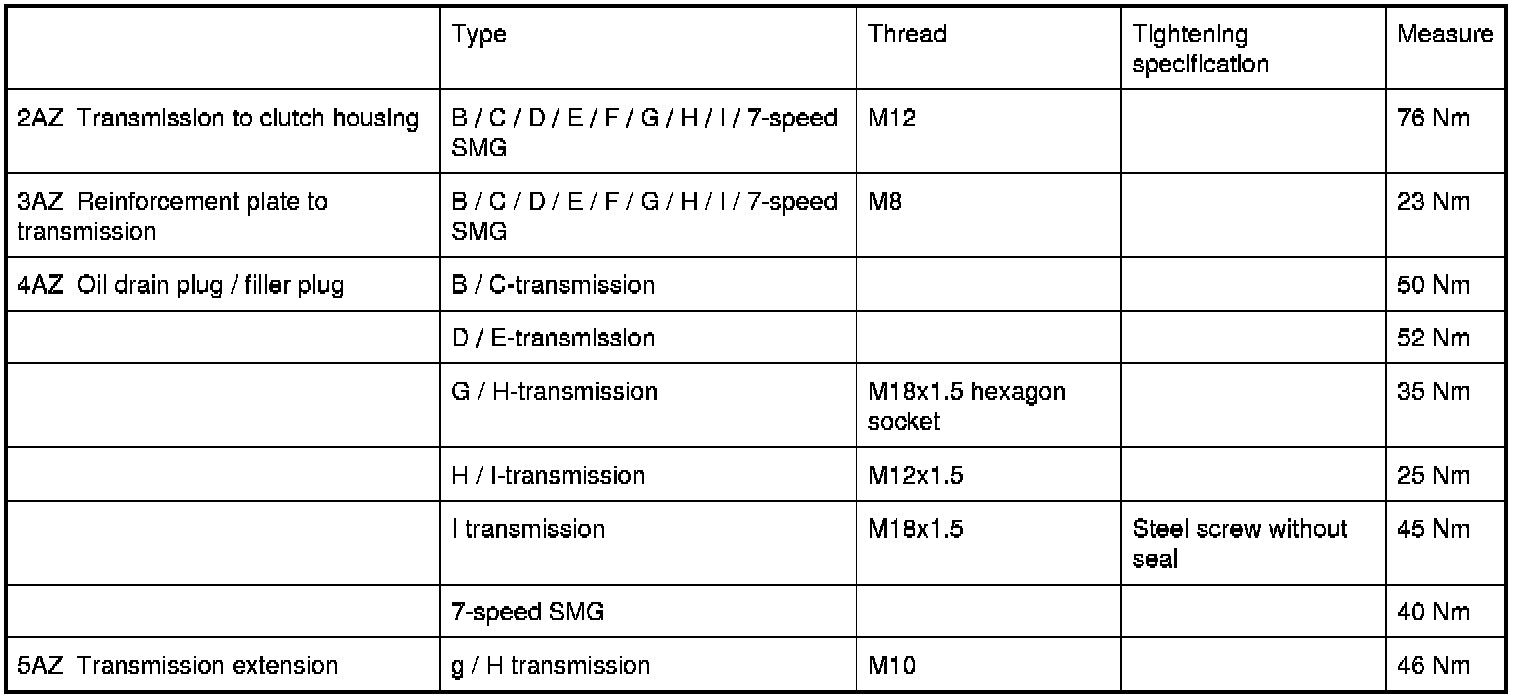 Type Thread Tightening Measure
specification
2AZ Transmission to clutch housing B / C / D / E / F / G / H / I / 7-speed M12 76 Nm
SMG
3AZ Reinforcement plate to B / C / D / E / F / G / H / I / 7-speed M8 23 Nm
transmission SMG
4AZ Oil drain plug / filler plug B / C-transmission 50 Nm
D / E-transmission 52 Nm
G / H-transmission M18x1.5 hexagon 35 Nm
socket
H / I-transmission M12x1.5 25 Nm
I transmission M18x1.5 Steel screw without 45 Nm
seal
7-speed SMG 40 Nm
5AZ Transmission extension g / H transmission M10 46 Nm